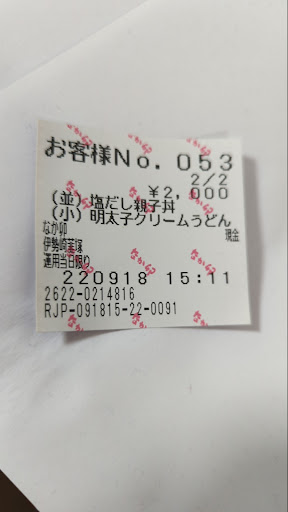 お客様No. 053
2/2
¥2,000
(並) 塩だし親子丼
(小) 明太子クリームうどん
なか卯 現金
伊勢崎茎塚
運用当日限り
220918 15:11
2622-0214816
RJP-091815-22-0091